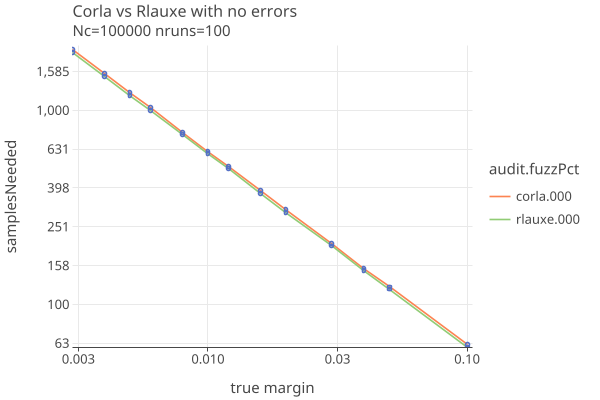 Corla vs Rlauxe with no errors
Nc=100000 nruns=100
samplesNeeded
1,585
1,000
631
398
251
158
100
63
0.003
0.010
0.03
0.10
true margin
audit.fuzzPct
corla.000
rlauxe.000